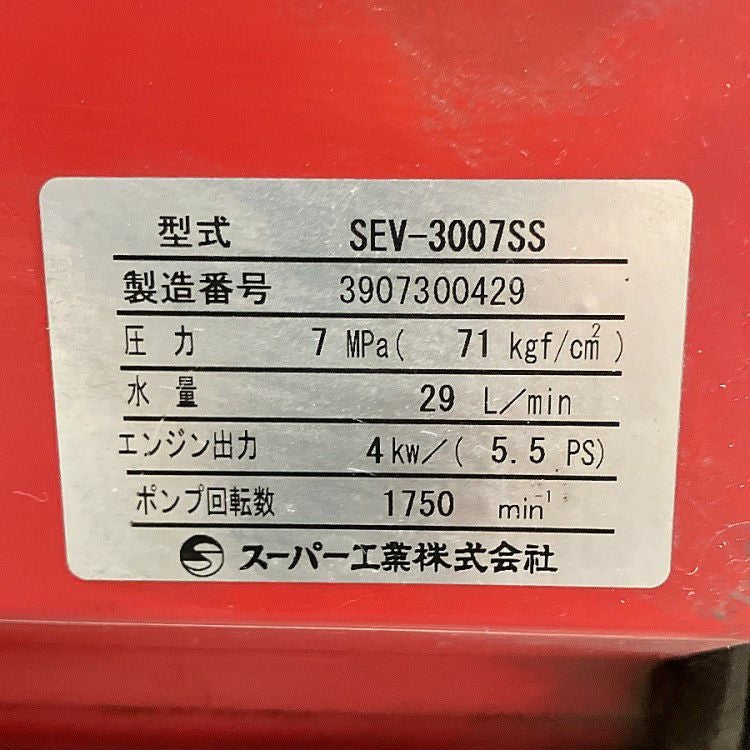 型式 SEV-3007SS
製造番号 3907300429
圧力 7 MPa( 71 kgf/cm²)
水量 29 L/min
エンジン出力 4kw/( 5.5 PS)
ポンプ回転数 1750 min⁻¹
スーパー工業株式会社